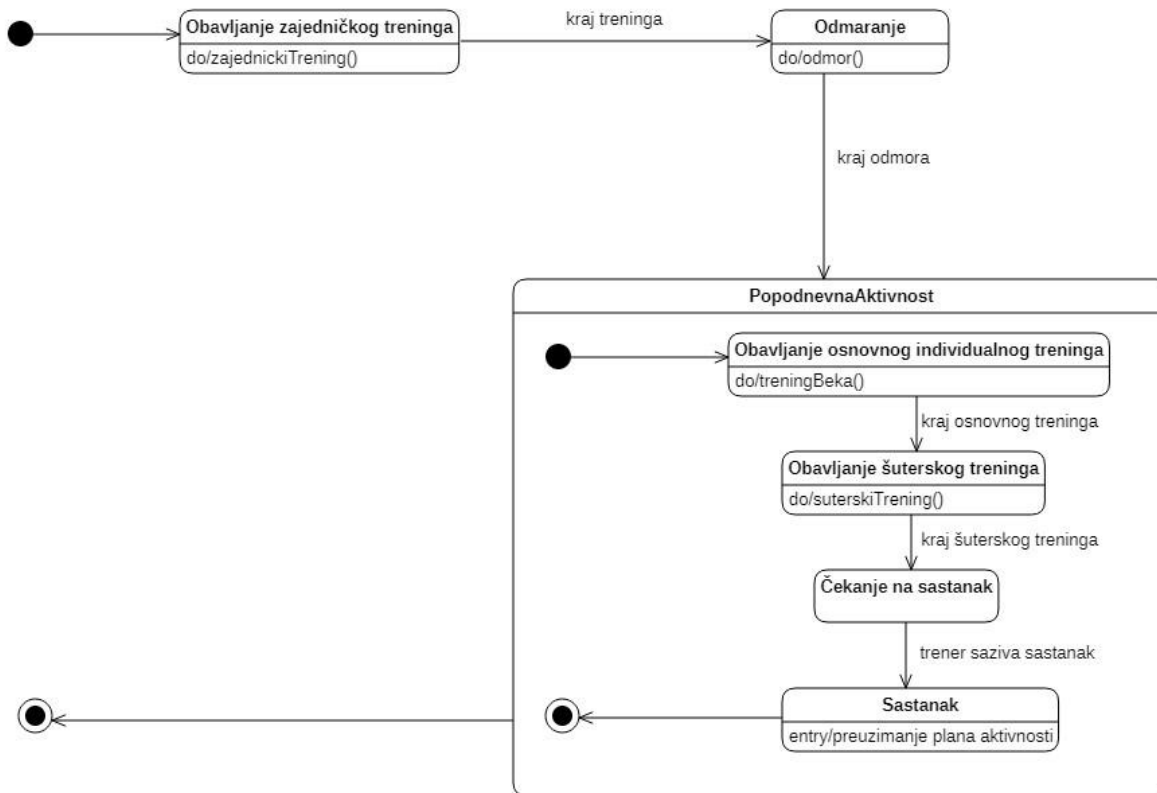 Obavljanje zajedničkog treninga
do/zajednickiTrening()
kraj treninga
Odmaranje
do/odmor()
kraj odmora
PopodnevnaAktivnost
Obavljanje osnovnog individualnog treninga
do/treningBeka()
kraj osnovnog treninga
Obavljanje šuterskog treninga
do/suterskiTrening()
kraj šuterskog treninga
Čekanje na sastanak
trener saziva sastanak
Sastanak
entry/preuzimanje plana aktivnosti